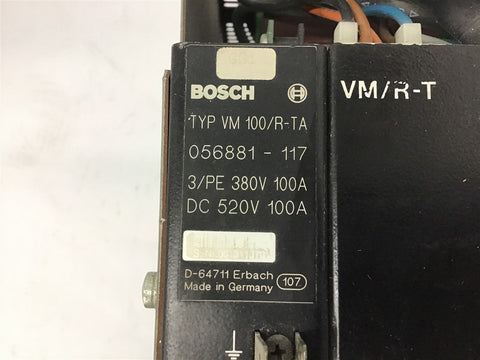 BOSCH
TYP VM 100/R-TA
056881 - 117
3/PE 380V 100A
DC 520V 100A
D-64711 Erbach
Made in Germany 107
VM/R-T